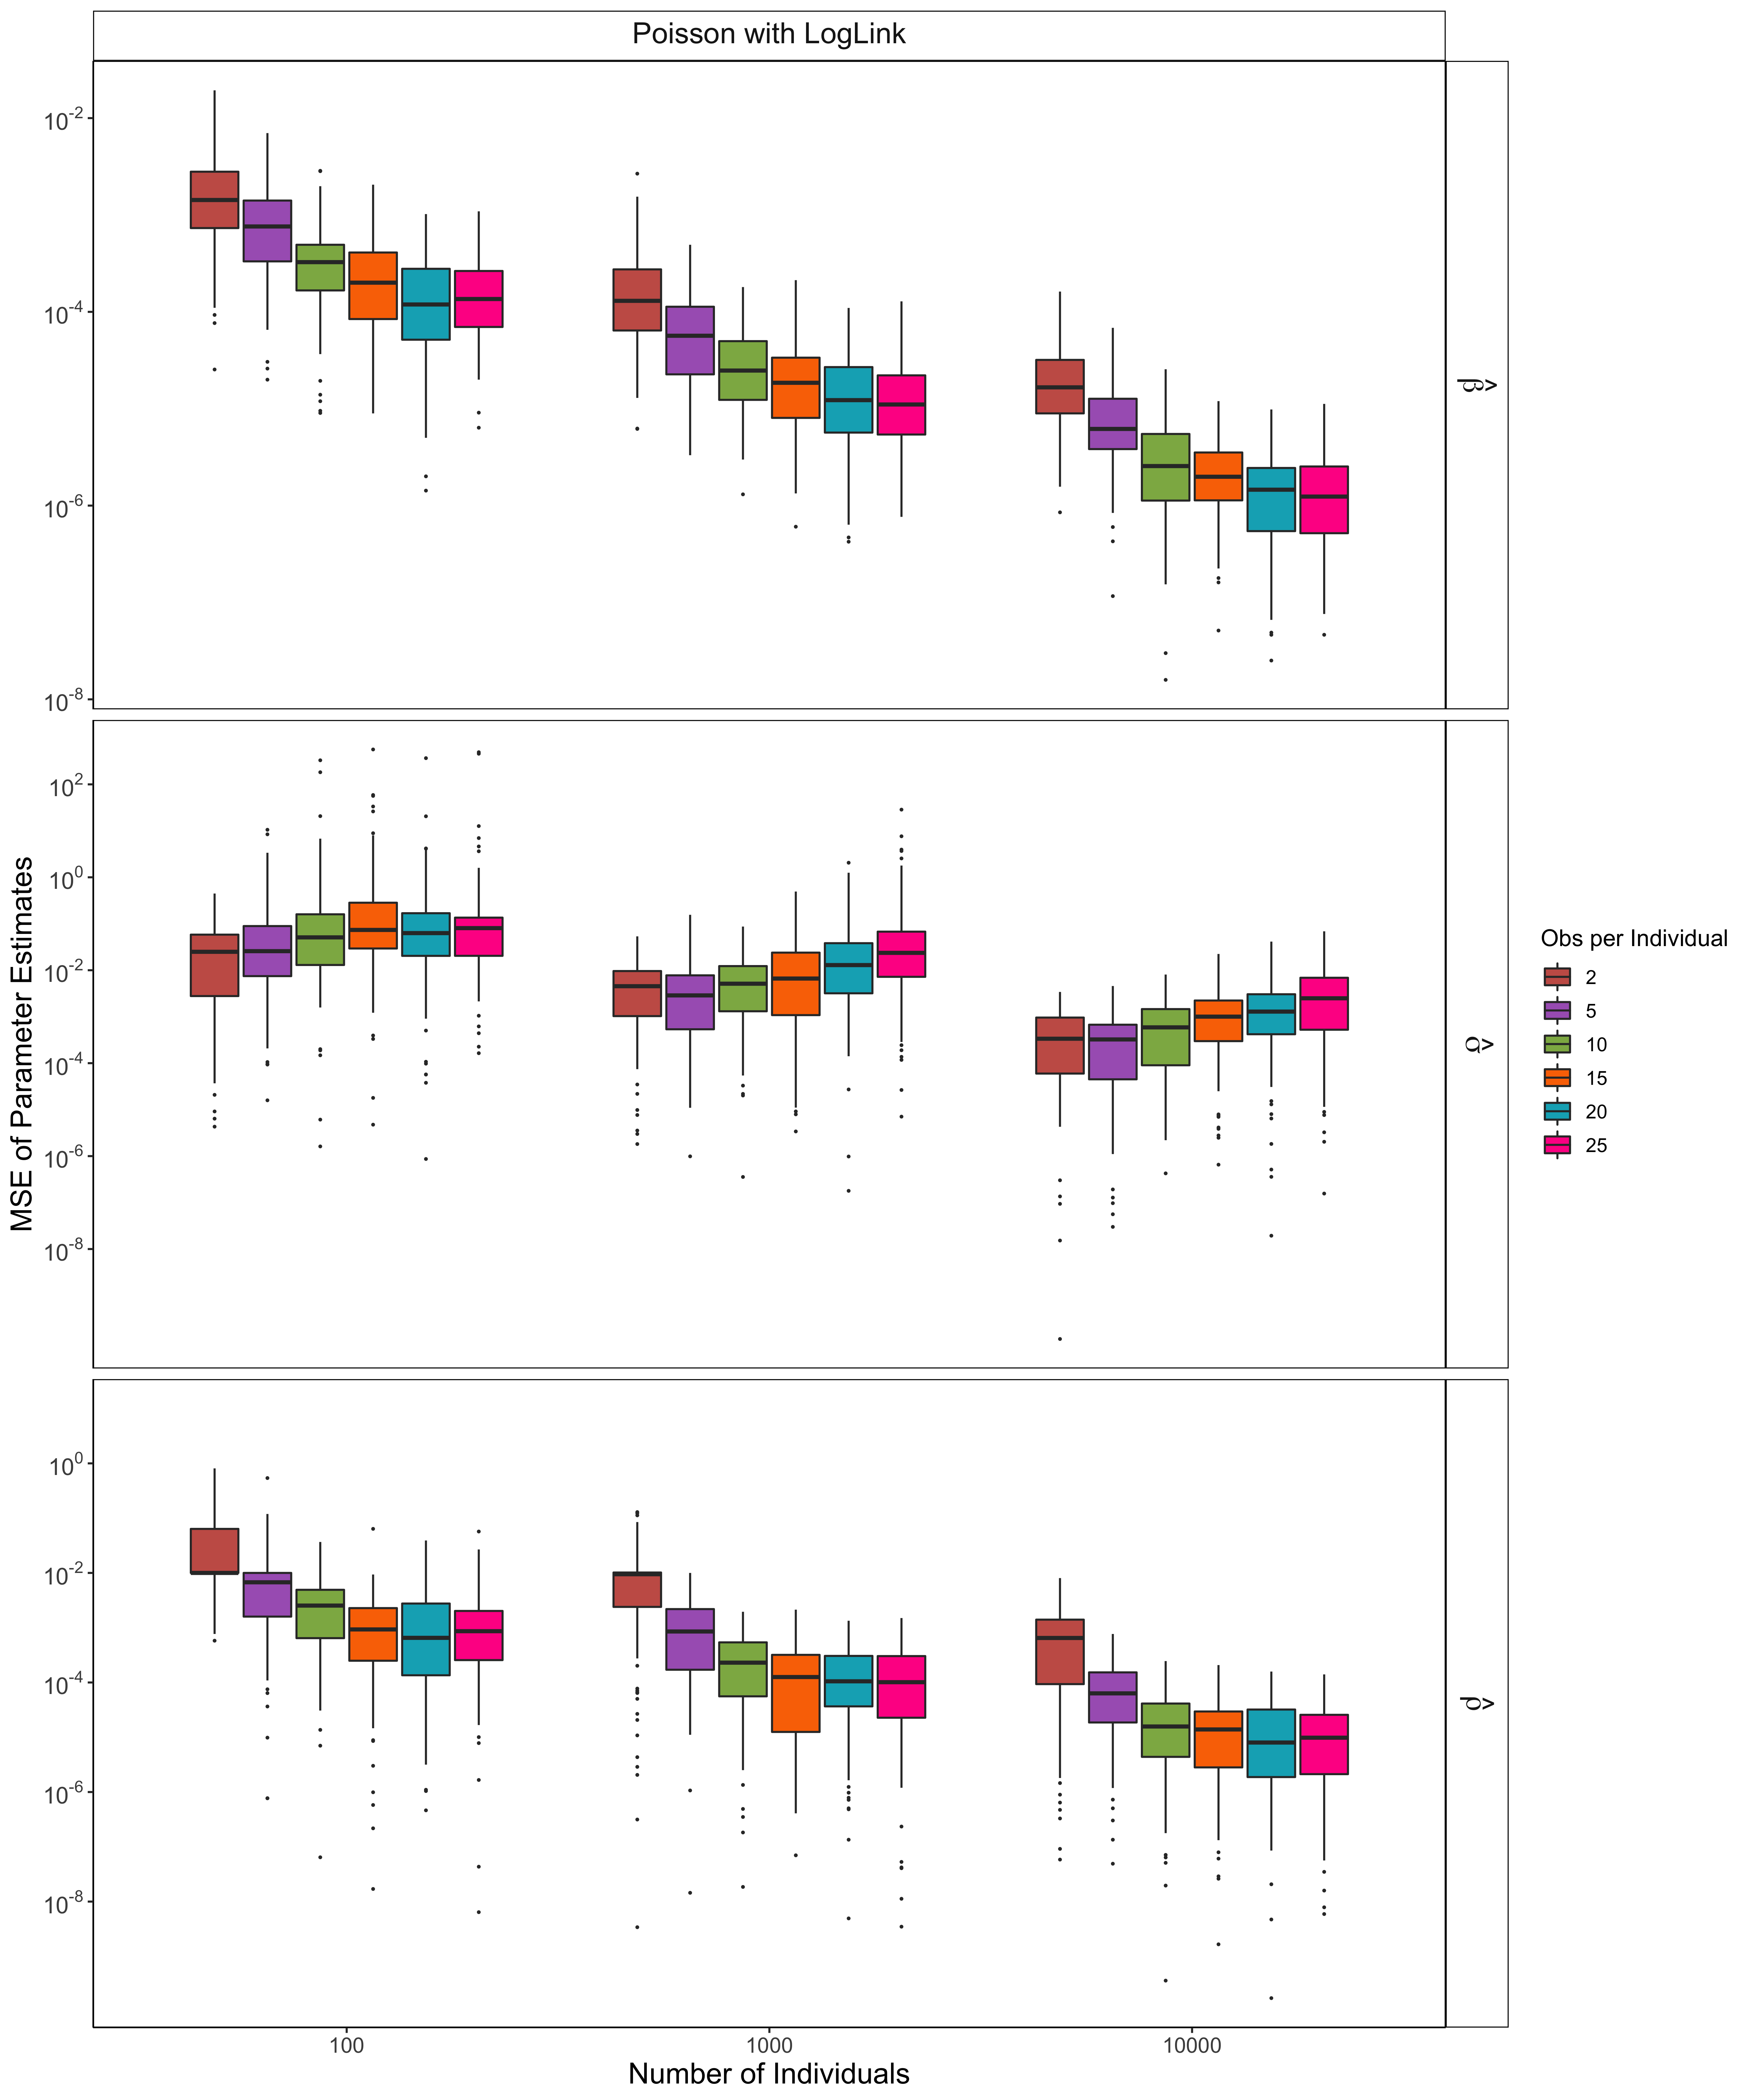 Poisson with LogLink
MSE of Parameter Estimates
10⁻²
10⁻⁴
10⁻⁶
10⁻⁸
β̂
10²
10⁰
10⁻²
10⁻⁴
10⁻⁶
10⁻⁸
σ̂
10⁰
10⁻²
10⁻⁴
10⁻⁶
10⁻⁸
ρ̂
100 1000 10000
Number of Individuals
Obs per Individual
2
5
10
15
20
25